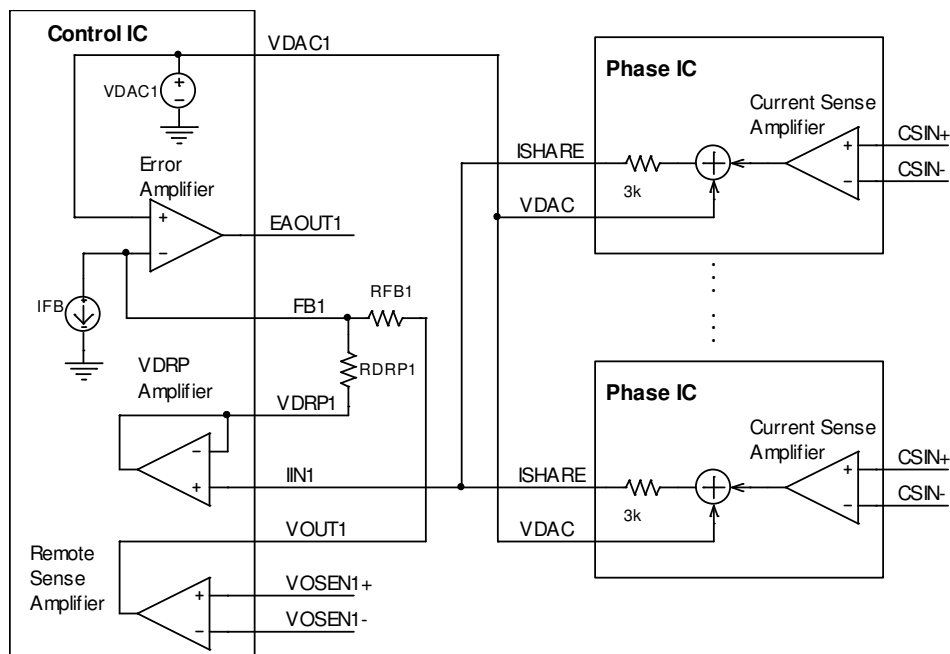 Control IC
VDAC1
VDAC1
+
−
Error
Amplifier
+
−
EAOUT1
IFB
FB1
RFB1
RDRP1
VDRP
Amplifier
VDRP1
−
+
IIN1
VOUT1
Remote
Sense
Amplifier
+
−
VOSEN1+
VOSEN1-
Phase IC
Current Sense
Amplifier
ISHARE
3k
VDAC
+
−
CSIN+
CSIN-
Phase IC
Current Sense
Amplifier
ISHARE
3k
VDAC
+
−
CSIN+
CSIN-